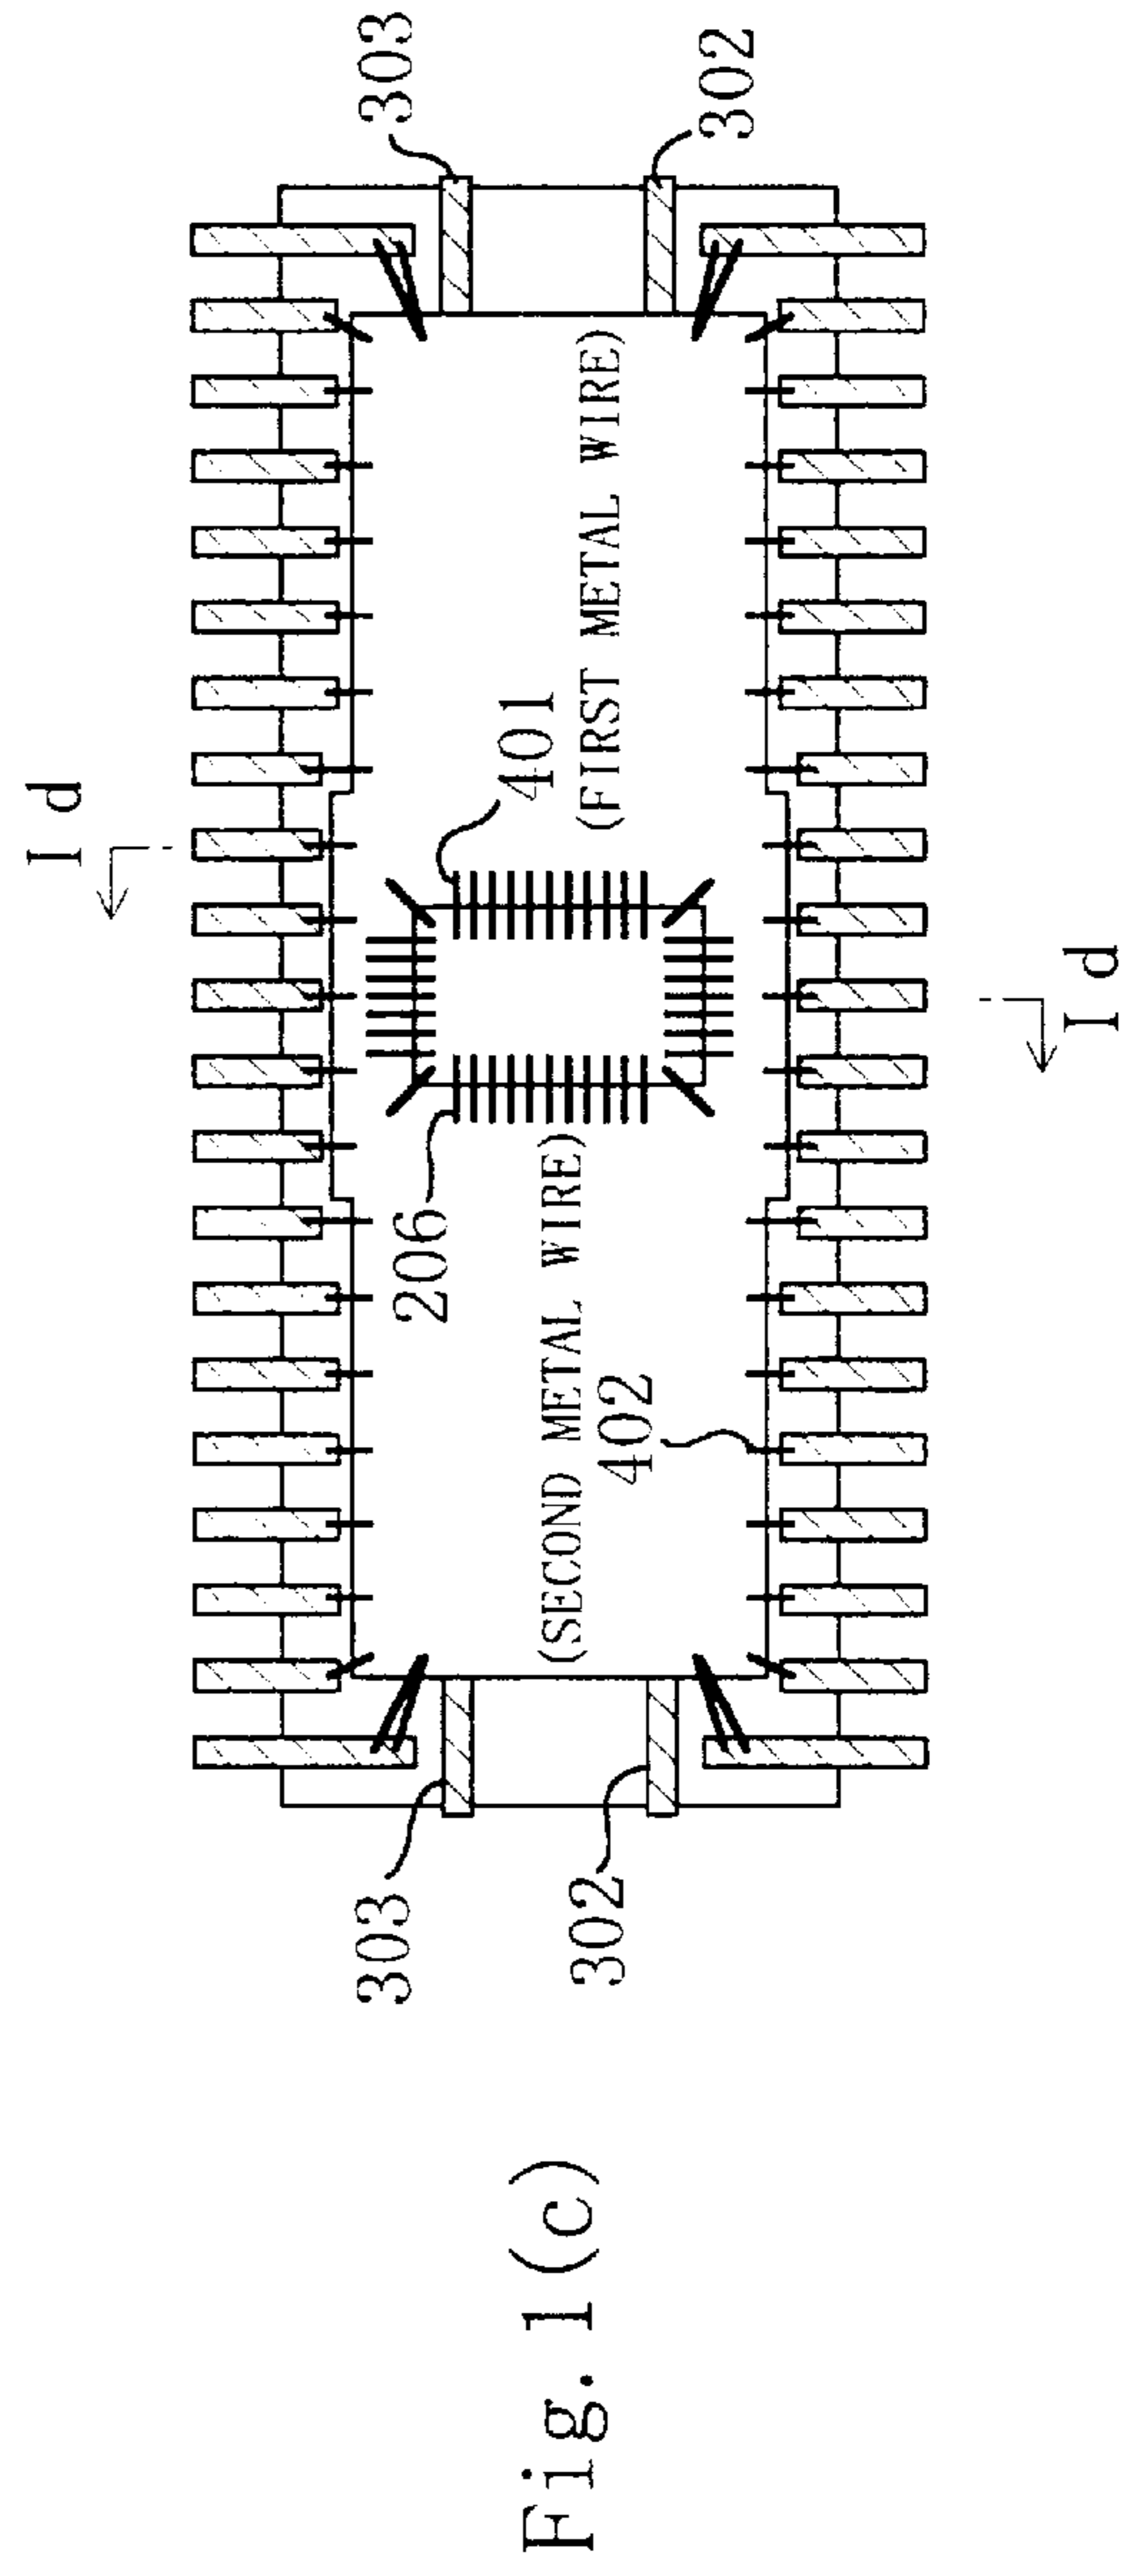 I d
303
303
206
401
Fig. 1(c)
(SECOND METAL WIRE)
(FIRST METAL WIRE)
302
402
302
I d